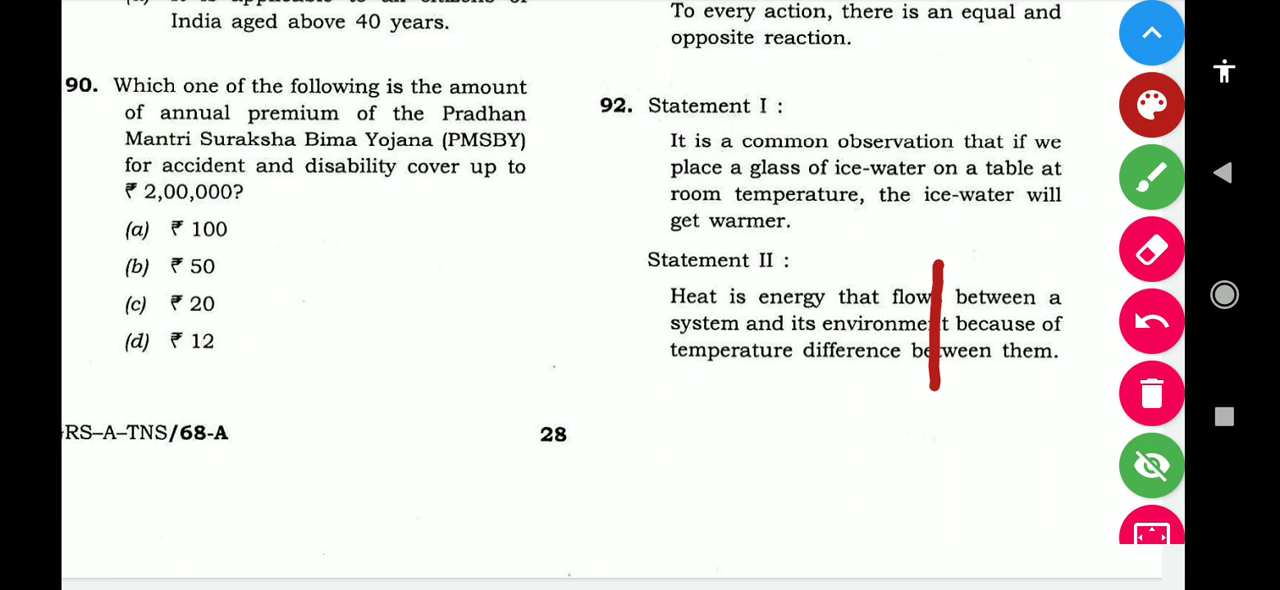 India aged above 40 years.
90. Which one of the following is the amount
of annual premium of the Pradhan
Mantri Suraksha Bima Yojana (PMSBY)
for accident and disability cover up to
₹ 2,00,000?
(a) ₹ 100
(b) ₹ 50
(c) ₹ 20
(d) ₹ 12
RS–A–TNS/68-A
28
To every action, there is an equal and
opposite reaction.
92. Statement I :
It is a common observation that if we
place a glass of ice-water on a table at
room temperature, the ice-water will
get warmer.
Statement II :
Heat is energy that flows between a
system and its environment because of
temperature difference between them.